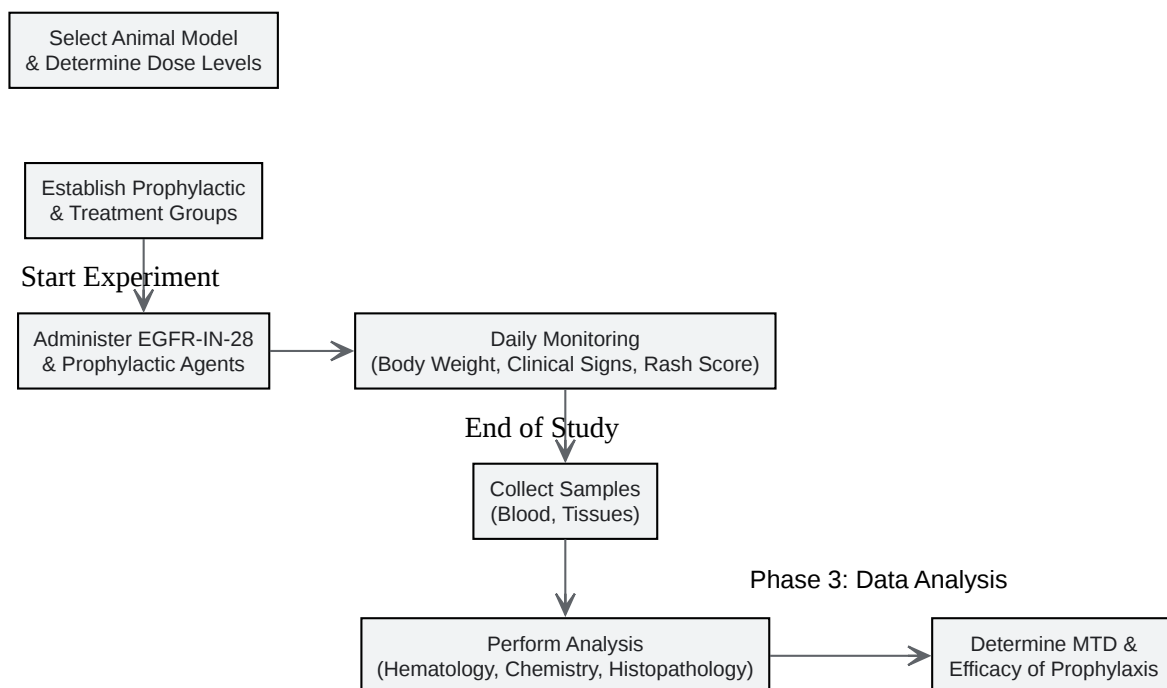 Select Animal Model
& Determine Dose Levels
Establish Prophylactic
& Treatment Groups
Start Experiment
Administer EGFR-IN-28
& Prophylactic Agents
Daily Monitoring
(Body Weight, Clinical Signs, Rash Score)
End of Study
Collect Samples
(Blood, Tissues)
Phase 3: Data Analysis
Perform Analysis
(Hematology, Chemistry, Histopathology)
Determine MTD &
Efficacy of Prophylaxis